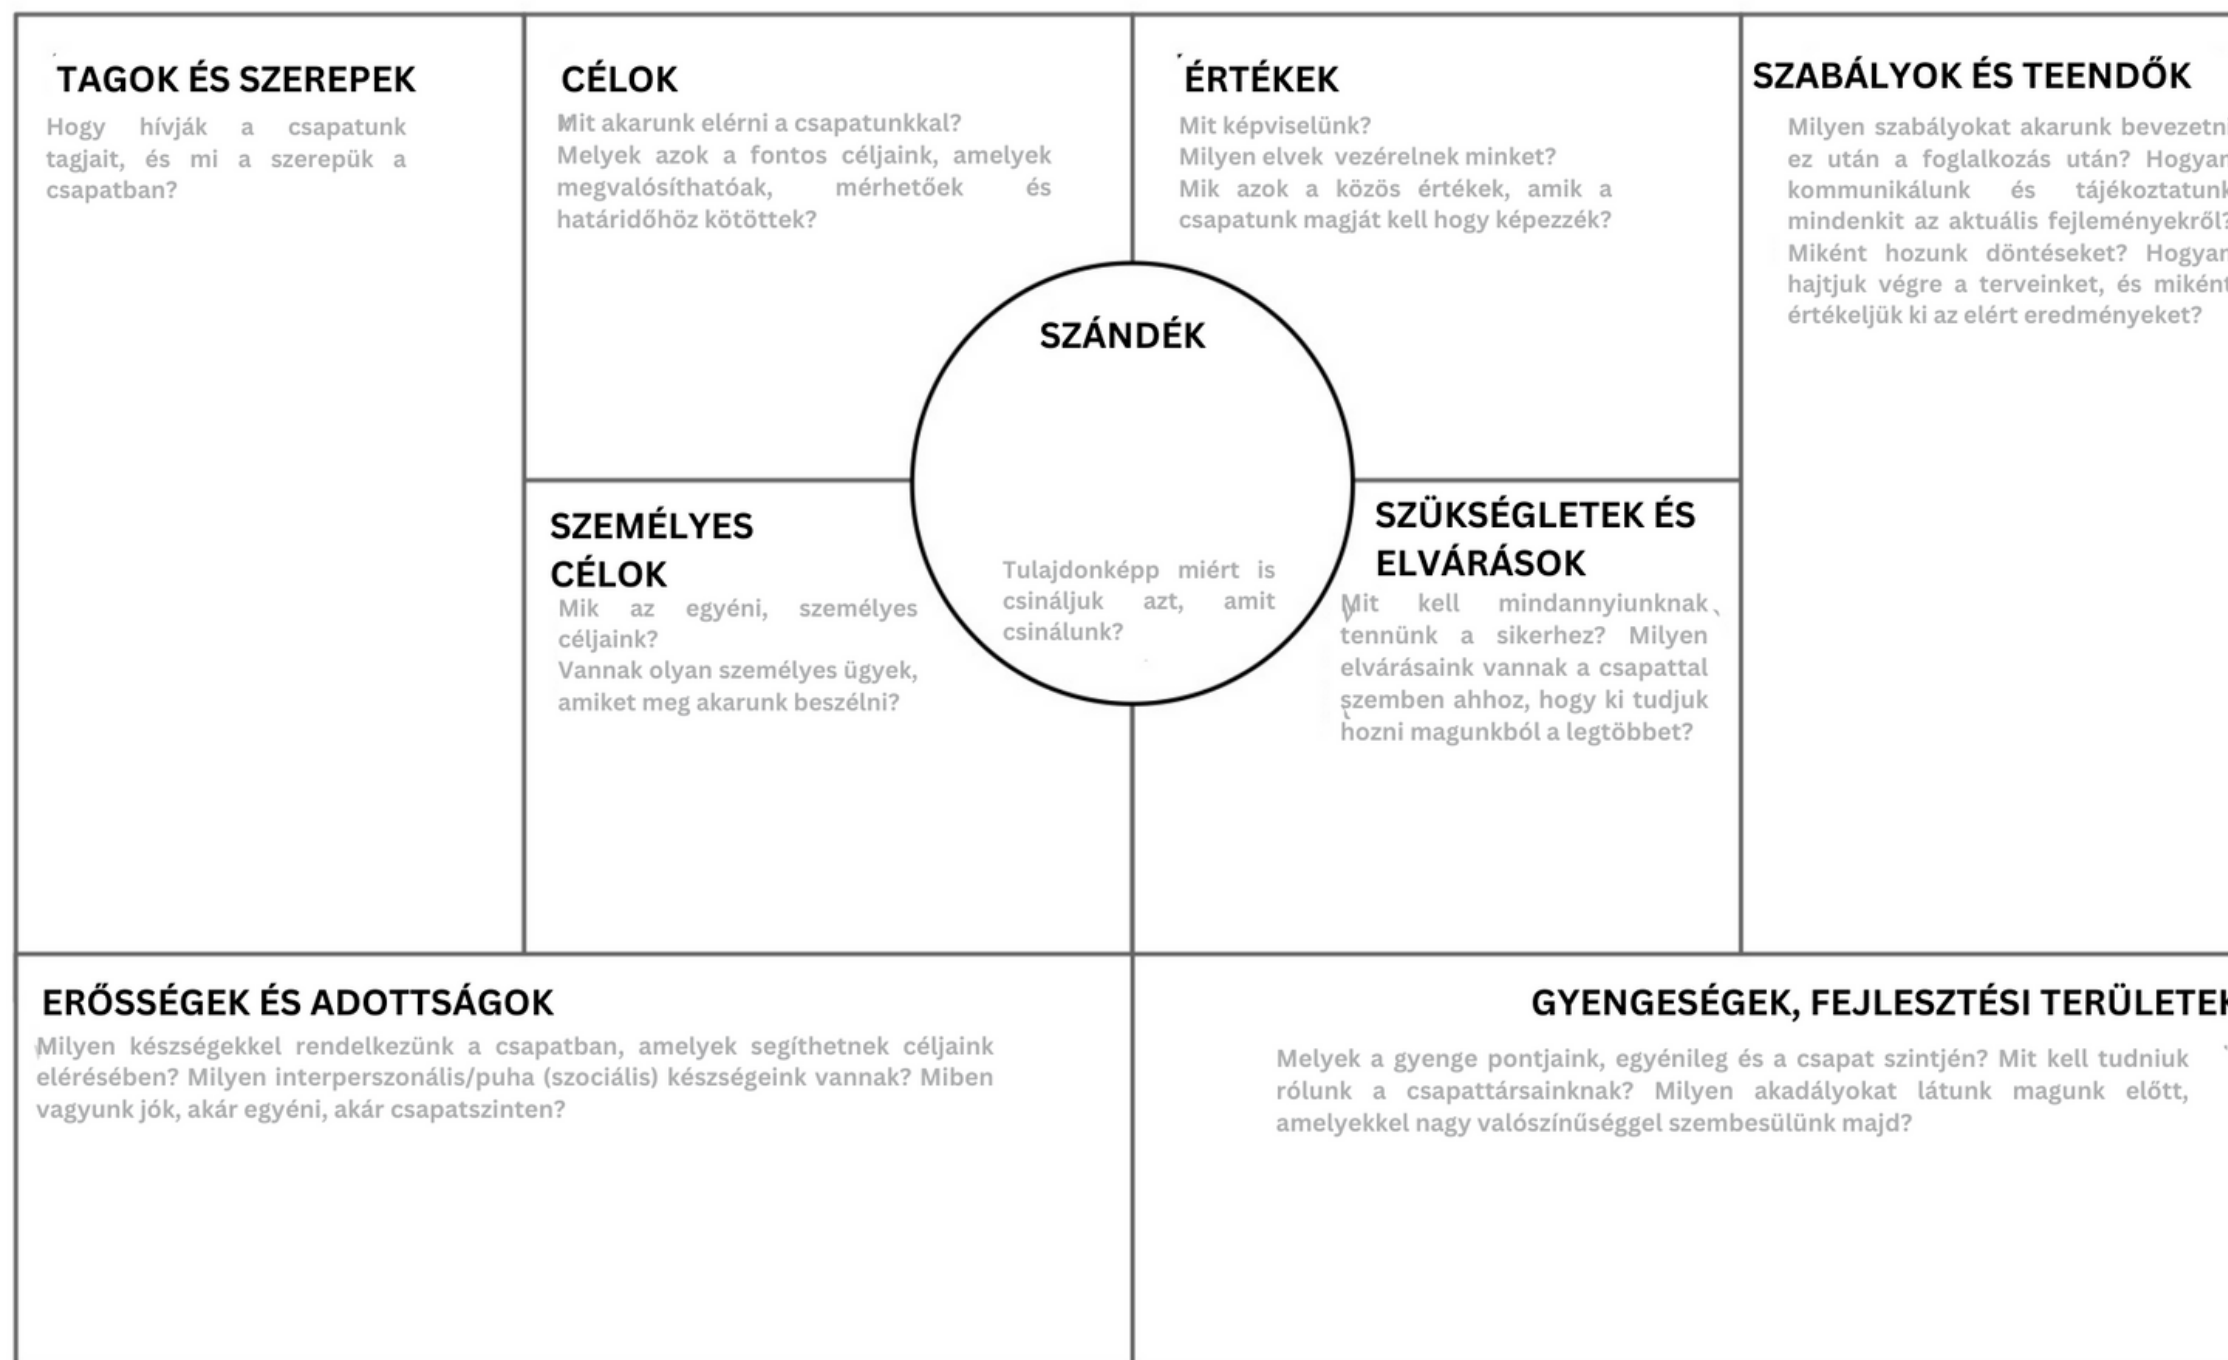 TAGOK ÉS SZEREPEK
Hogy hívják a csapatunk
tagjait, és mi a szerepük a
csapatban?
CÉLOK
Mit akarunk elérni a csapatunkkal?
Melyek azok a fontos céljaink, amelyek
megvalósíthatóak, mérhetőek és
határidőhöz kötöttek?
ÉRTÉKEK
Mit képviselünk?
Milyen elvek vezérelnek minket?
Mik azok a közös értékek, amik a
csapatunk magját kell hogy képezzék?
SZABÁLYOK ÉS TEENDŐK
Milyen szabályokat akarunk bevezetni
ez után a foglalkozás után? Hogyan
kommunikálunk és tájékoztatunk
mindenkit az aktuális fejleményekről?
Miként hozunk döntéseket? Hogyan
hajtjuk végre a terveinket, és miként
értékeljük ki az elért eredményeket?
SZÁNDÉK
Tulajdonképp miért is
csináljuk azt, amit
csinálunk?
SZEMÉLYES
CÉLOK
Mik az egyéni, személyes
céljaink?
Vannak olyan személyes ügyek,
amiket meg akarunk beszélni?
SZÜKSÉGLETEK ÉS
ELVÁRÁSOK
Mit kell mindannyiunknak
tennünk a sikerhez? Milyen
elvárásaink vannak a csapattal
szemben ahhoz, hogy ki tudjuk
hozni magunkból a legtöbbet?
ERŐSSÉGEK ÉS ADOTTSÁGOK
Milyen készségekkel rendelkezünk a csapatban, amelyek segíthetnek céljaink
elérésében? Milyen interperszonális/puha (szociális) készségeink vannak? Miben
vagyunk jók, akár egyéni, akár csapatszinten?
GYENGESÉGEK, FEJLESZTÉSI TERÜLETEK
Melyek a gyenge pontjaink, egyénileg és a csapat szintjén? Mit kell tudniuk
rólunk a csapattársainknak? Milyen akadályokat látunk magunk előtt,
amelyekkel nagy valószínűséggel szembesülünk majd?